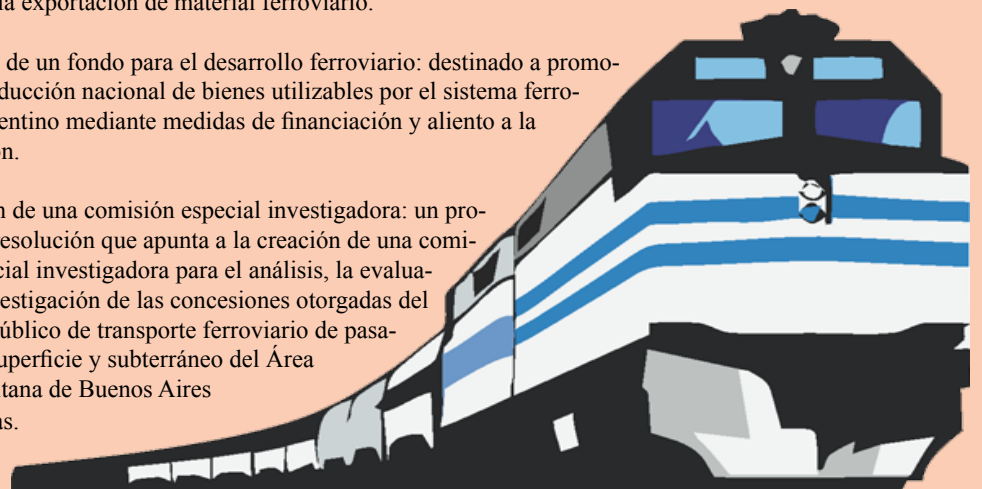 la exportación de material ferroviario.
de un fondo para el desarrollo ferroviario: destinado a promo-
ducción nacional de bienes utilizables por el sistema ferro-
entino mediante medidas de financiación y aliento a la
ón.
n de una comisión especial investigadora: un pro-
esolución que apunta a la creación de una comi-
cial investigadora para el análisis, la evalua-
estigación de las concesiones otorgadas del
úblico de transporte ferroviario de pasa-
uperficie y subterráneo del Área
itana de Buenos Aires
as.